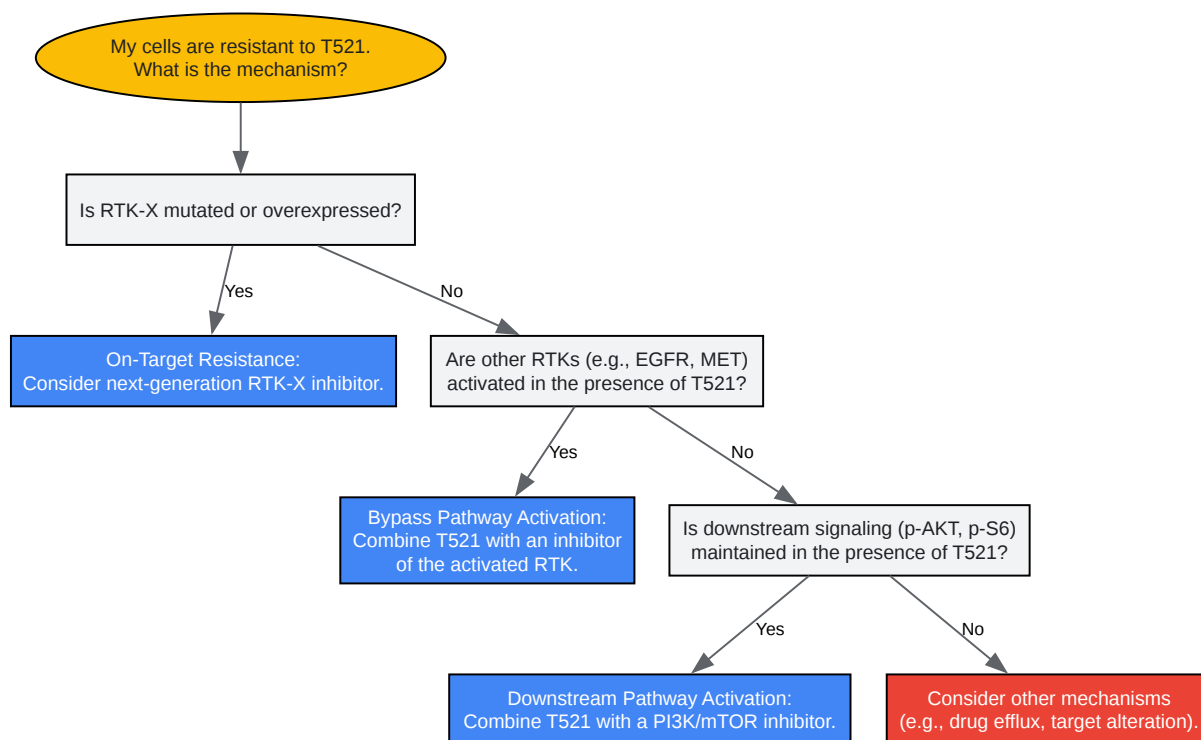 My cells are resistant to T521.
What is the mechanism?
Is RTK-X mutated or overexpressed?
Yes
No
On-Target Resistance:
Consider next-generation RTK-X inhibitor.
Are other RTKs (e.g., EGFR, MET)
activated in the presence of T521?
Yes
No
Bypass Pathway Activation:
Combine T521 with an inhibitor
of the activated RTK.
Is downstream signaling (p-AKT, p-S6)
maintained in the presence of T521?
Yes
No
Downstream Pathway Activation:
Combine T521 with a PI3K/mTOR inhibitor.
Consider other mechanisms
(e.g., drug efflux, target alteration).